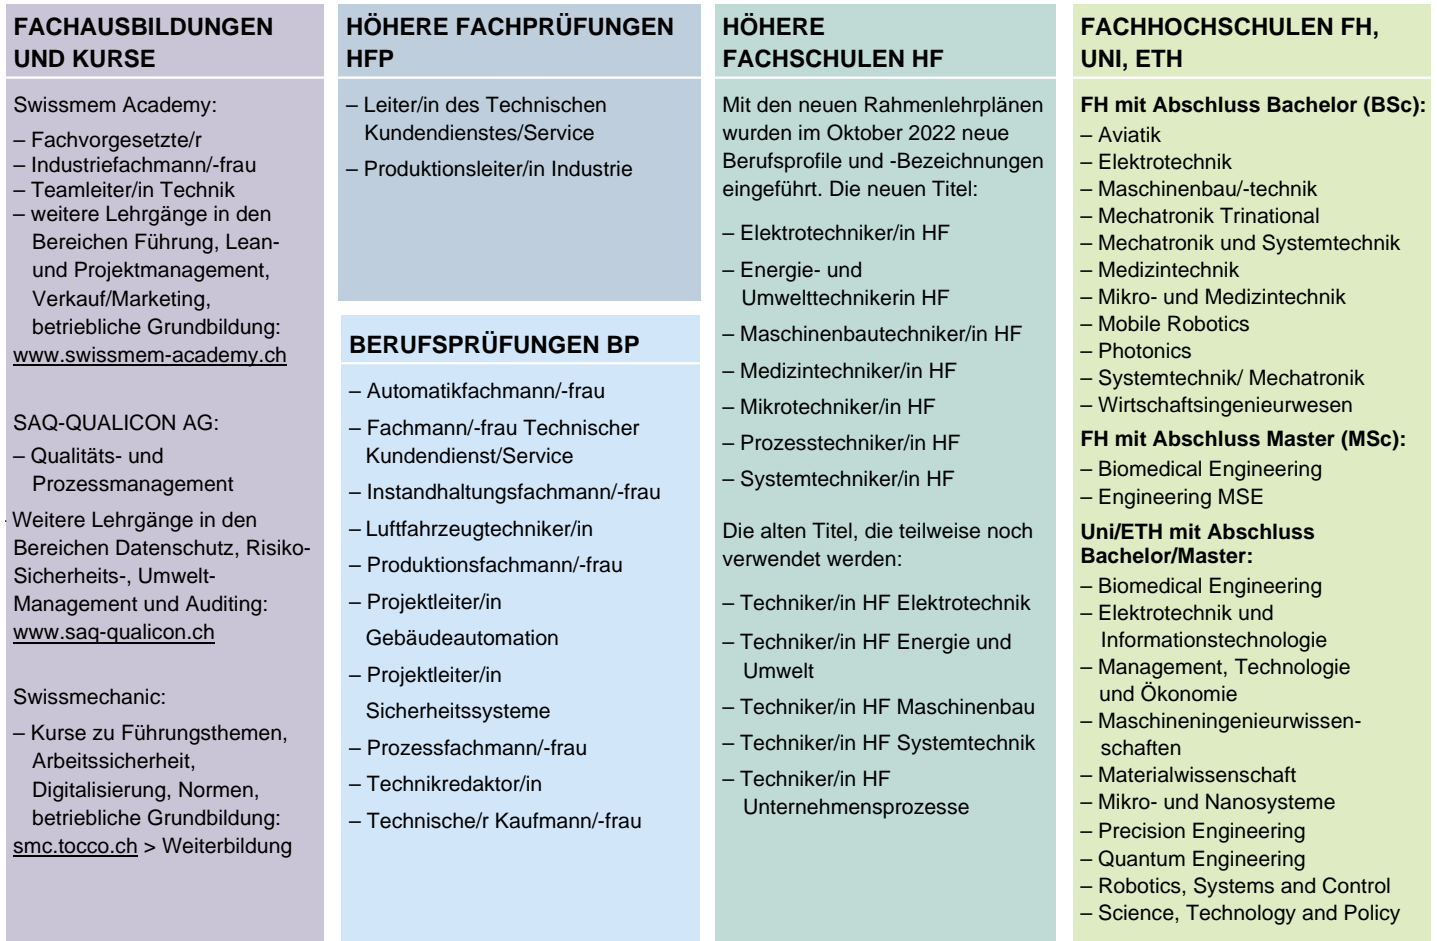 FACHAUSBILDUNGEN
UND KURSE
Swissmem Academy:
– Fachvorgesetzte/r
– Industriefachmann/-frau
– Teamleiter/in Technik
– weitere Lehrgänge in den
Bereichen Führung, Lean-
und Projektmanagement,
Verkauf/Marketing,
betriebliche Grundbildung:
www.swissmem-academy.ch
SAQ-QUALICON AG:
– Qualitäts- und
Prozessmanagement
- Weitere Lehrgänge in den
Bereichen Datenschutz, Risiko-
Sicherheits-, Umwelt-
Management und Auditing:
www.saq-qualicon.ch
Swissmechanic:
– Kurse zu Führungsthemen,
Arbeitssicherheit,
Digitalisierung, Normen,
betriebliche Grundbildung:
smc.tocco.ch > Weiterbildung
HÖHERE FACHPRÜFUNGEN
HFP
– Leiter/in des Technischen
Kundendienstes/Service
– Produktionsleiter/in Industrie
BERUFSPRÜFUNGEN BP
– Automatikfachmann/-frau
– Fachmann/-frau Technischer
Kundendienst/Service
– Instandhaltungsfachmann/-frau
– Luftfahrzeugtechniker/in
– Produktionsfachmann/-frau
– Projektleiter/in
Gebäudeautomation
– Projektleiter/in
Sicherheitssysteme
– Prozessfachmann/-frau
– Technikredaktor/in
– Technische/r Kaufmann/-frau
HÖHERE
FACHSCHULEN HF
Mit den neuen Rahmenlehrplänen
wurden im Oktober 2022 neue
Berufsprofile und -Bezeichnungen
eingeführt. Die neuen Titel:
– Elektrotechniker/in HF
– Energie- und
Umwelttechnikerin HF
– Maschinenbautechniker/in HF
– Medizintechniker/in HF
– Mikrotechniker/in HF
– Prozesstechniker/in HF
– Systemtechniker/in HF
Die alten Titel, die teilweise noch
verwendet werden:
– Techniker/in HF Elektrotechnik
– Techniker/in HF Energie und
Umwelt
– Techniker/in HF Maschinenbau
– Techniker/in HF Systemtechnik
– Techniker/in HF
Unternehmensprozesse
FACHHOCHSCHULEN FH,
UNI, ETH
FH mit Abschluss Bachelor (BSc):
– Aviatik
– Elektrotechnik
– Maschinenbau/-technik
– Mechatronik Trinational
– Mechatronik und Systemtechnik
– Medizintechnik
– Mikro- und Medizintechnik
– Mobile Robotics
– Photonics
– Systemtechnik/ Mechatronik
– Wirtschaftsingenieurwesen
FH mit Abschluss Master (MSc):
– Biomedical Engineering
– Engineering MSE
Uni/ETH mit Abschluss
Bachelor/Master:
– Biomedical Engineering
– Elektrotechnik und
Informationstechnologie
– Management, Technologie
und Ökonomie
– Maschineningenieurwissen-
schaften
– Materialwissenschaft
– Mikro- und Nanosysteme
– Precision Engineering
– Quantum Engineering
– Robotics, Systems and Control
– Science, Technology and Policy